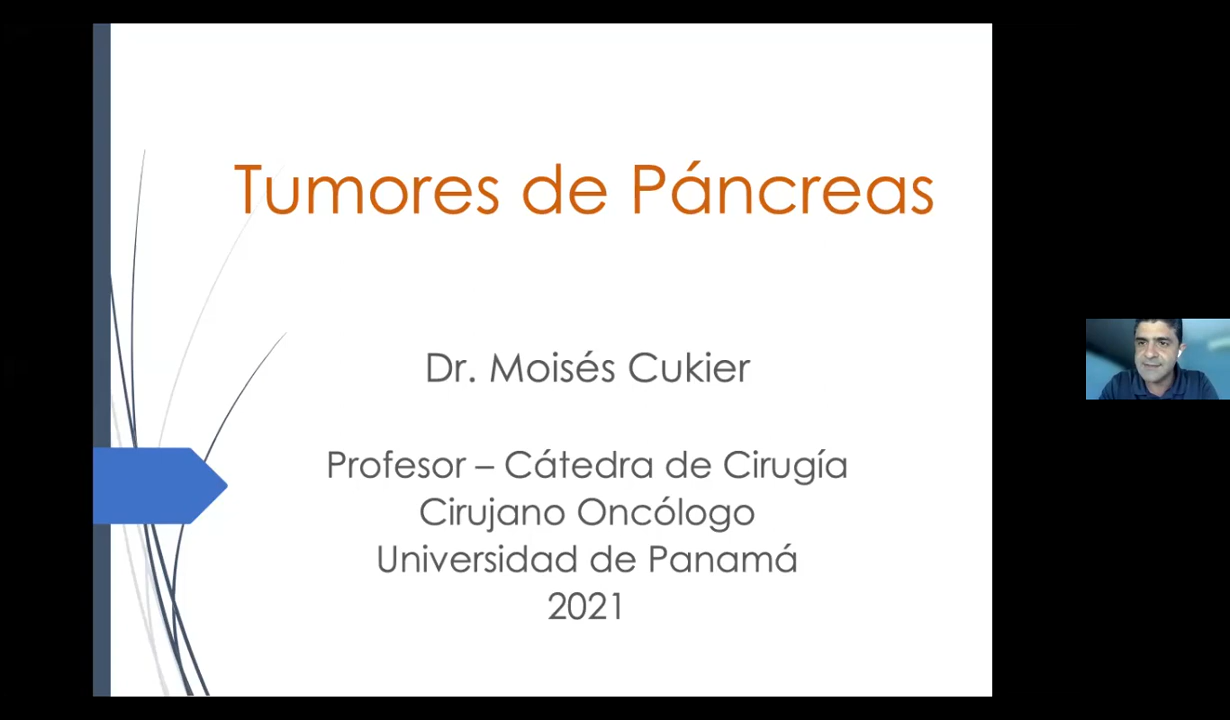 Tumores de Páncreas
Dr. Moisés Cukier
Profesor – Cátedra de Cirugía
Cirujano Oncólogo
Universidad de Panamá
2021